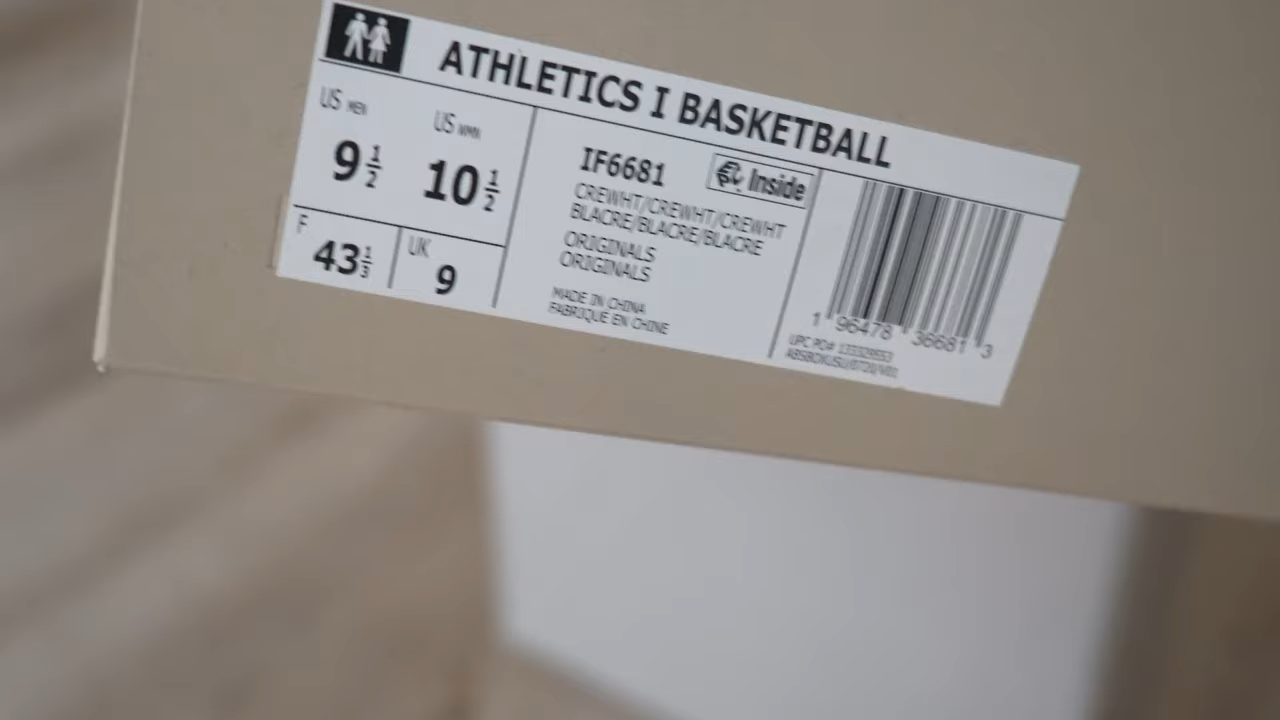 ATHLETICS I BASKETBALL
US MEN
9 1/2
US WMN
10 1/2
F
43 1/3
UK
9
IF6681
Inside
CREWHT/CREWHT/CREWHT
BLACRE/BLACRE/BLACRE
ORIGINALS
ORIGINALS
MADE IN CHINA
FABRIQUE EN CHINE
1 96478 36681 3
UPC PO#